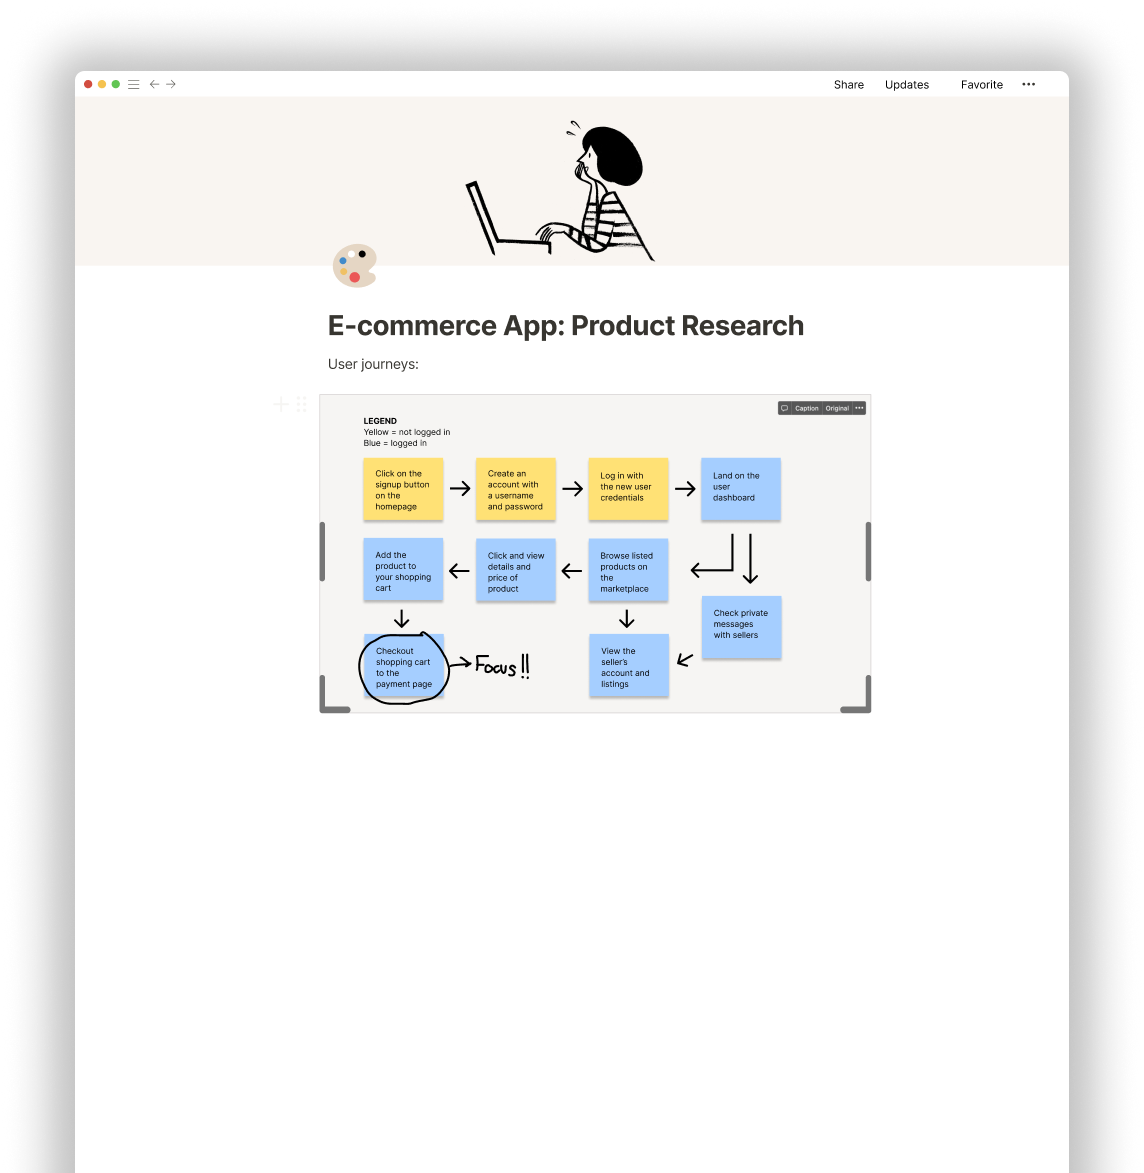 Share Updates Favorite
E-commerce App: Product Research
User journeys:
Caption Original
LEGEND
Yellow = not logged in
Blue = logged in
Click on the
signup button
on the
homepage
Create an
account with
a username
and password
Log in with
the new user
credentials
Land on the
user
dashboard
Add the
product to
your shopping
cart
Click and view
details and
price of
product
Browse listed
products on
the
marketplace
Check private
messages
with sellers
Checkout
shopping cart
to the
payment page
Focus!!
View the
seller's
account and
listings